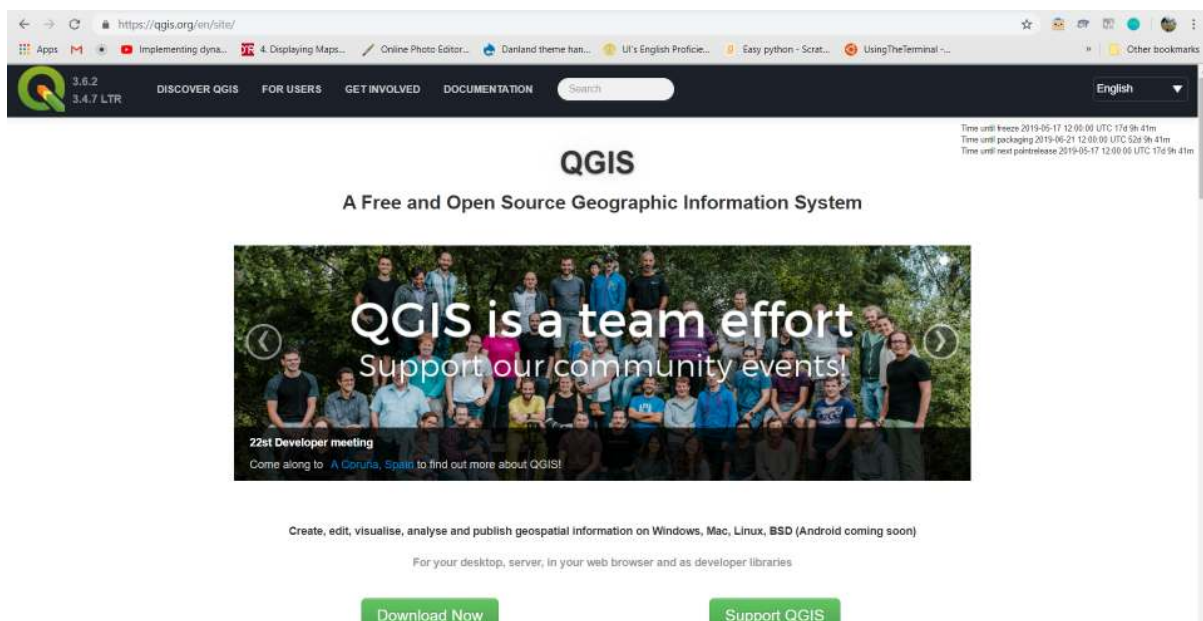 https://qgis.org/en/site/
Apps Implementing dyna... 4. Displaying Maps... Online Photo Editor... Danland theme han... UI's English Proficie... Easy python - Scrat... UsingTheTerminal -... » Other bookmarks
3.6.2
3.4.7 LTR
DISCOVER QGIS FOR USERS GET INVOLVED DOCUMENTATION Search English
Time until freeze 2019-05-17 12:00:00 UTC 17d 9h 41m
Time until packaging 2019-06-21 12:00:00 UTC 52d 9h 41m
Time until next pointrelease 2019-05-17 12:00:00 UTC 17d 9h 41m
QGIS
A Free and Open Source Geographic Information System
QGIS is a team effort
Support our community events!
22st Developer meeting
Come along to A Coruna, Spain to find out more about QGIS!
Create, edit, visualise, analyse and publish geospatial information on Windows, Mac, Linux, BSD (Android coming soon)
For your desktop, server, in your web browser and as developer libraries
Download Now Support QGIS